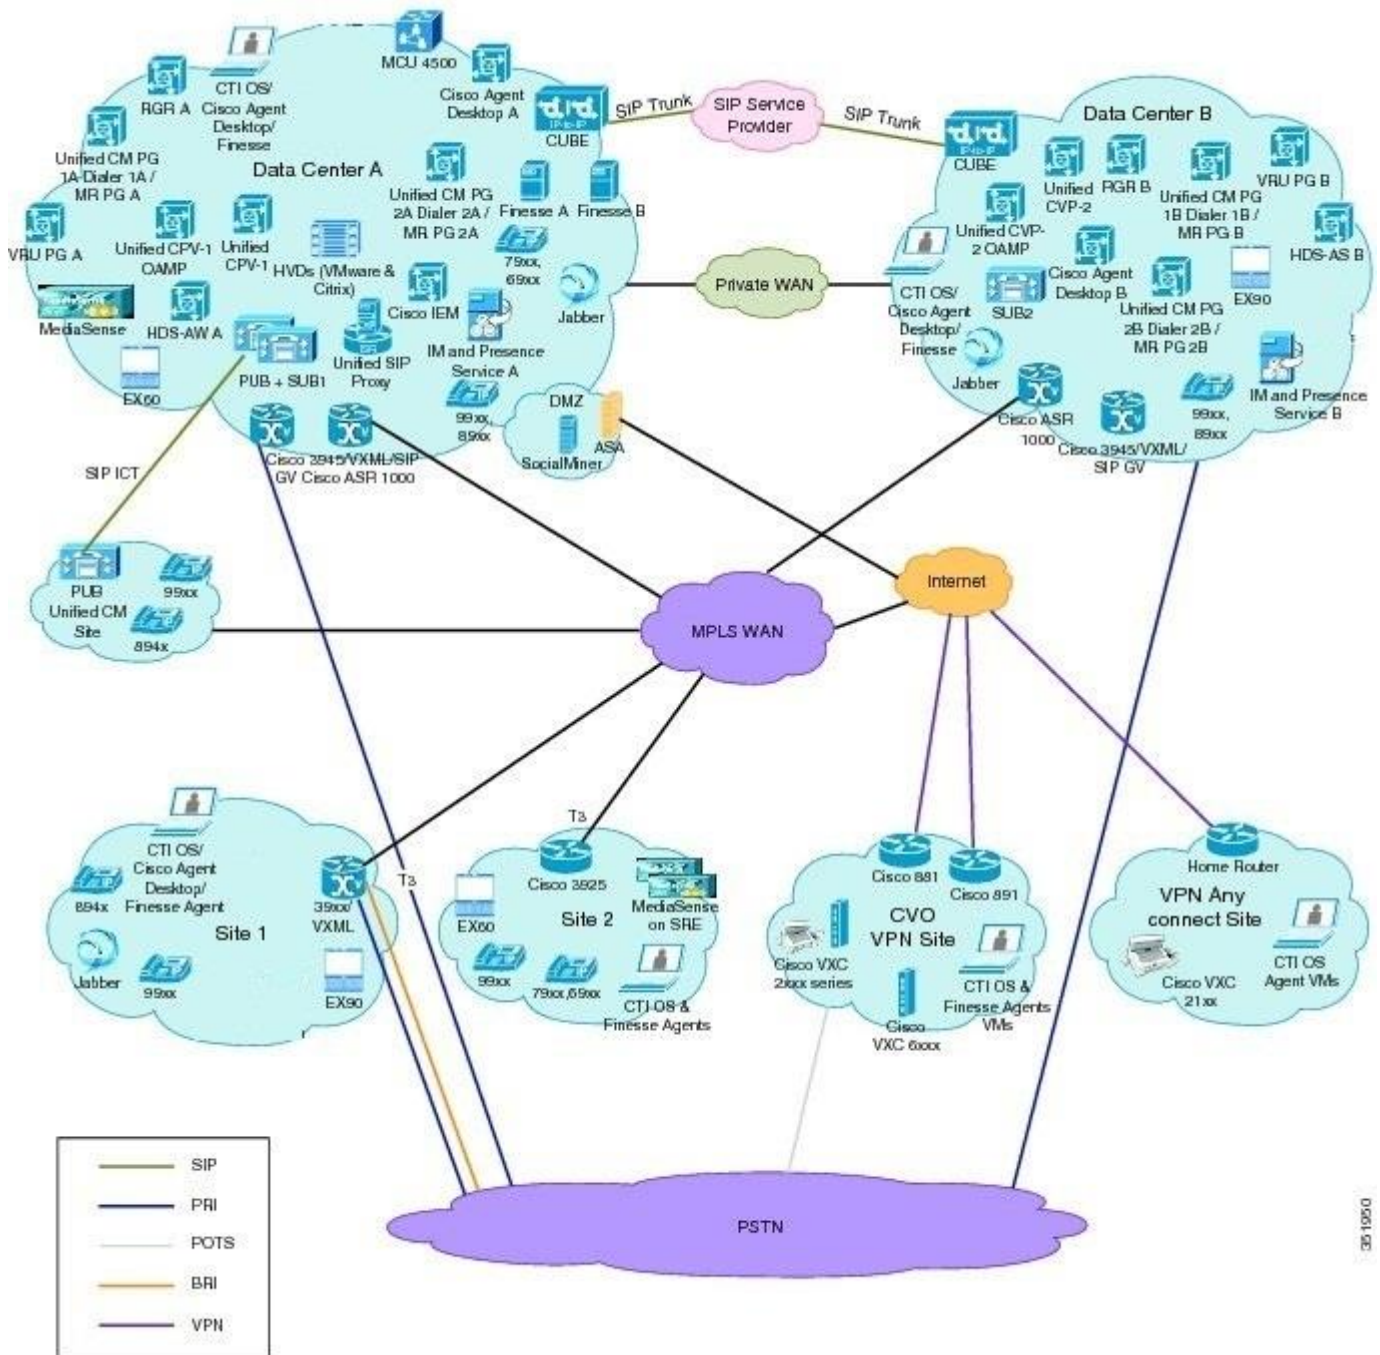 MCU 4500
CTI OS/
Cisco Agent
Desktop/
Finesse
RGR A
Cisco Agent
Desktop A
CUBE
IP-to-IP
SIP Trunk
SIP Service
Provider
SIP Trunk
Unified CM PG
1A-Dialer 1A /
MR PG A
Data Center A
Unified CM PG
2A Dialer 2A /
MR PG 2A
Finesse A
Finesse B
VRU PG A
Unified CPV-1
OAMP
Unified
CPV-1
HVDs (VMware &
Citrix)
79xx,
69xx
MediaSense
HDS-AW A
Cisco IEM
Jabber
EX60
PUB + SUB1
Unified SIP
Proxy
IM and Presence
Service A
99xx,
89xx
DMZ
SocialMiner
ASA
Cisco 3945/VXML/SIP
GV Cisco ASR 1000
Private WAN
IP-to-IP
CUBE
Data Center B
Unified
CVP-2
RGR B
Unified CM PG
1B Dialer 1B /
MR PG B
VRU PG B
Unified CVP-
2 OAMP
Cisco Agent
Desktop B
HDS-AS B
CTI OS/
Cisco Agent
Desktop/
Finesse
SUB2
EX90
Unified CM PG
2B Dialer 2B /
MR PG 2B
Jabber
Cisco ASR
1000
Cisco 3945/VXML/
SIP GV
99xx,
89xx
IM and Presence
Service B
SIP ICT
PUB
Unified CM
Site
99xx
894x
MPLS WAN
Internet
CTI OS/
Cisco Agent
Desktop/
Finesse Agent
894x
39xx/
VXML
Site 1
Jabber
99xx
EX90
T3
T3
Cisco 3925
EX60
Site 2
MediaSense
on SRE
99xx
79xx,69xx
CTI OS &
Finesse Agents
Cisco 881
Cisco 891
CVO
VPN Site
Cisco VXC
2xxx series
Cisco
VXC 6xxx
CTI OS &
Finesse Agents
VMs
Home Router
VPN Any
connect Site
Cisco VXC
21xx
CTI OS
Agent VMs
PSTN
SIP
PRI
POTS
BRI
VPN
351950